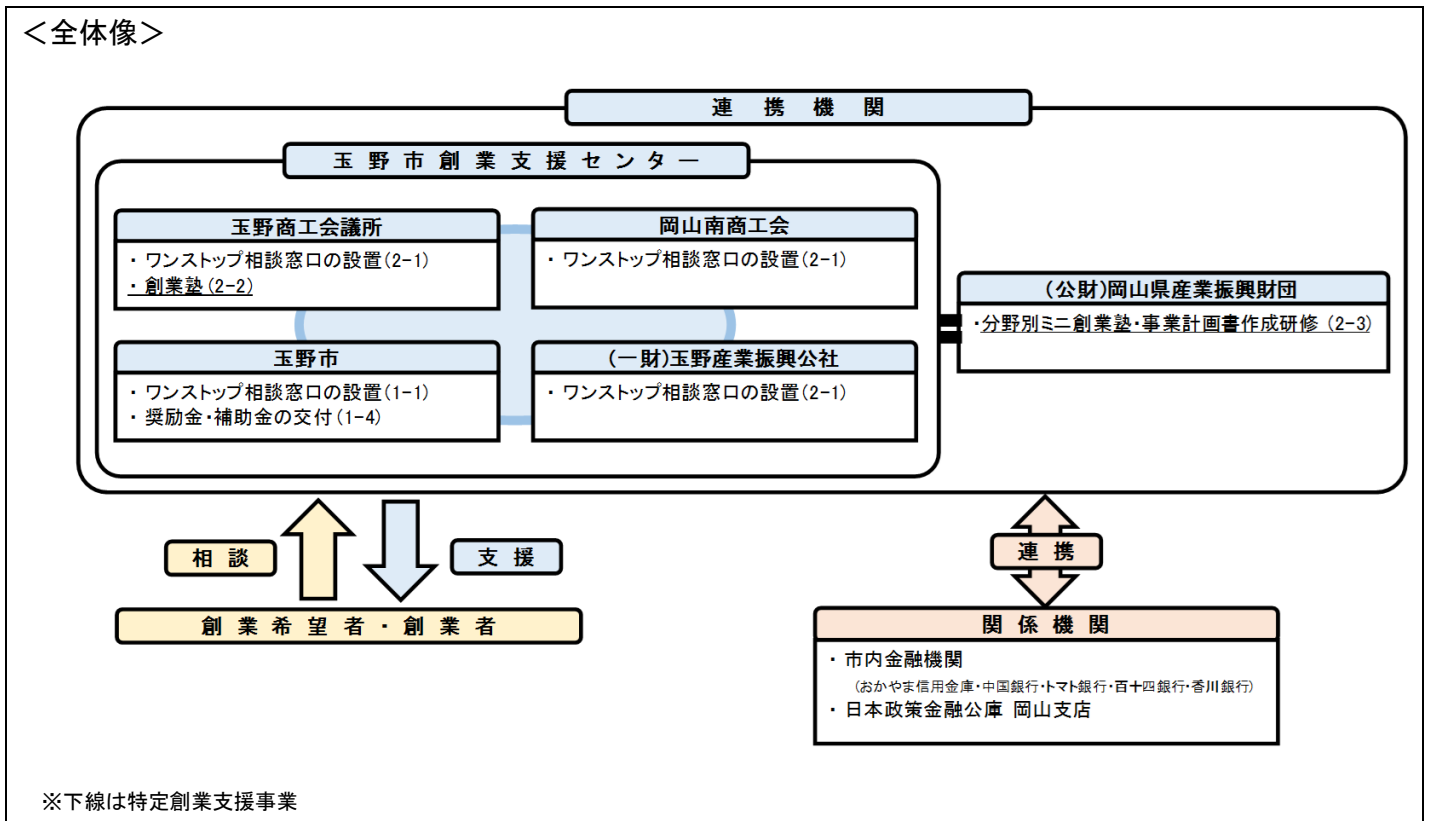 ＜全体像＞
連携機関
玉野市創業支援センター
玉野商工会議所
・ワンストップ相談窓口の設置(2-1)
・創業塾(2-2)
岡山南商工会
・ワンストップ相談窓口の設置(2-1)
玉野市
・ワンストップ相談窓口の設置(1-1)
・奨励金・補助金の交付(1-4)
(一財)玉野産業振興公社
・ワンストップ相談窓口の設置(2-1)
(公財)岡山県産業振興財団
・分野別ミニ創業塾・事業計画書作成研修(2-3)
相談
支援
創業希望者・創業者
連携
関係機関
・市内金融機関
(おかやま信用金庫・中国銀行・トマト銀行・百十四銀行・香川銀行)
・日本政策金融公庫 岡山支店
※下線は特定創業支援事業